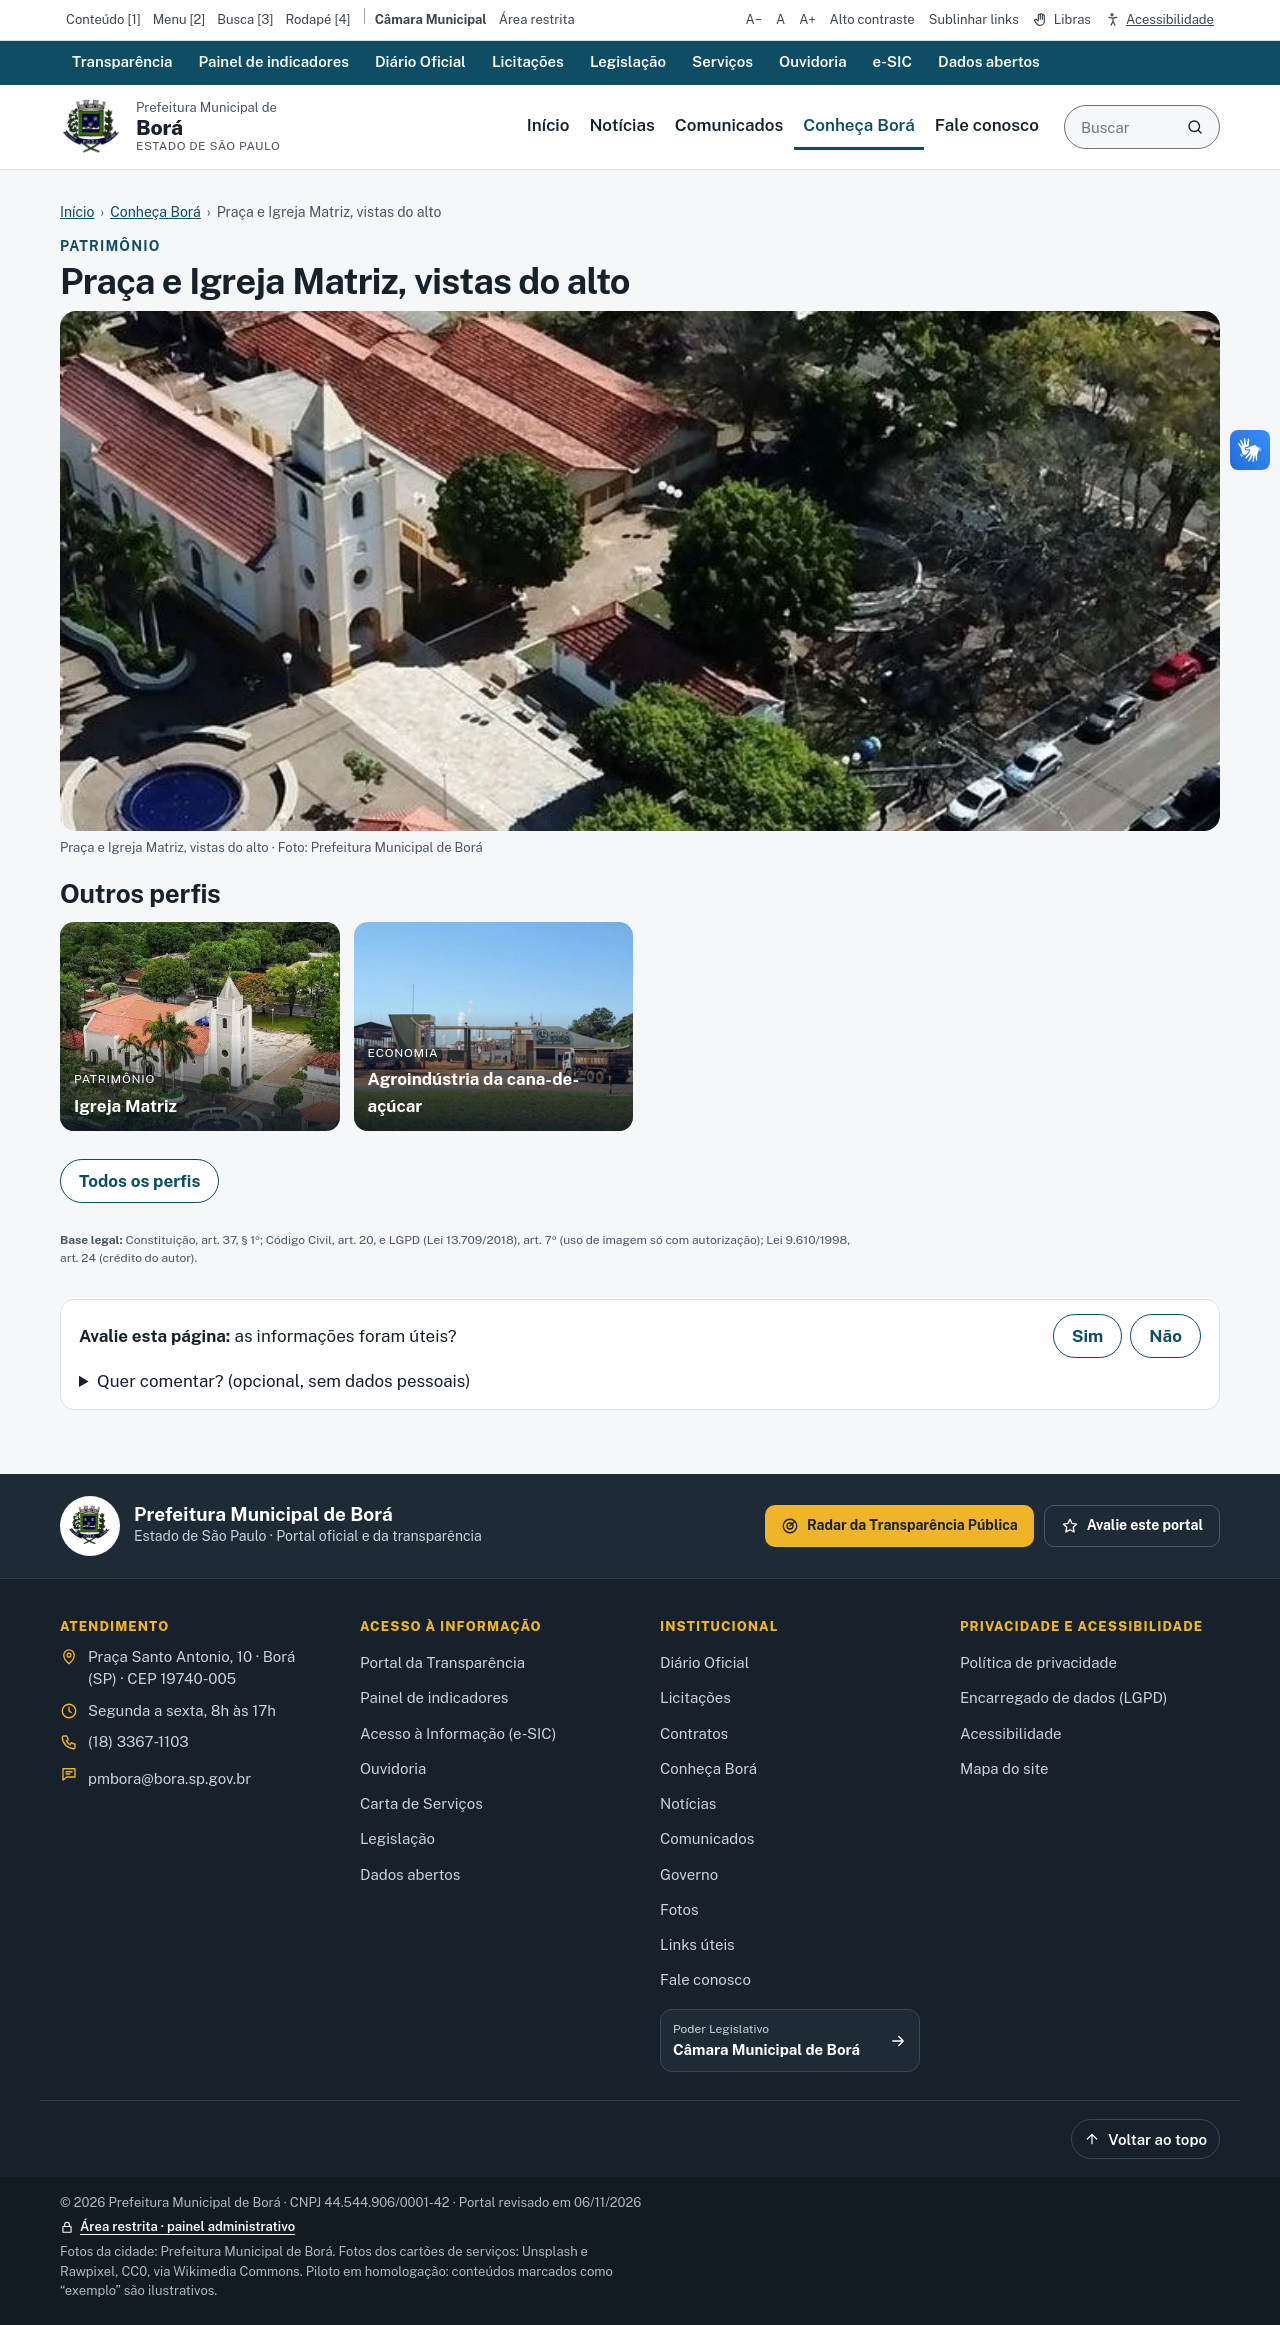 Conteúdo [1] Menu [2] Busca [3] Rodapé [4] Câmara Municipal Área restrita A− A A+ Alto contraste Sublinhar links Libras Acessibilidade
Transparência Painel de indicadores Diário Oficial Licitações Legislação Serviços Ouvidoria e-SIC Dados abertos
Prefeitura Municipal de
Borá
ESTADO DE SÃO PAULO
Início Notícias Comunicados Conheça Borá Fale conosco Buscar
Início › Conheça Borá › Praça e Igreja Matriz, vistas do alto
PATRIMÔNIO
Praça e Igreja Matriz, vistas do alto
Praça e Igreja Matriz, vistas do alto · Foto: Prefeitura Municipal de Borá
Outros perfis
PATRIMÔNIO
Igreja Matriz
ECONOMIA
Agroindústria da cana-de-
açúcar
Todos os perfis
Base legal: Constituição, art. 37, § 1º; Código Civil, art. 20, e LGPD (Lei 13.709/2018), art. 7º (uso de imagem só com autorização); Lei 9.610/1998,
art. 24 (crédito do autor).
Avalie esta página: as informações foram úteis?
Sim Não
Quer comentar? (opcional, sem dados pessoais)
Prefeitura Municipal de Borá
Estado de São Paulo · Portal oficial e da transparência
Radar da Transparência Pública
Avalie este portal
ATENDIMENTO
Praça Santo Antonio, 10 · Borá
(SP) · CEP 19740-005
Segunda a sexta, 8h às 17h
(18) 3367-1103
pmbora@bora.sp.gov.br
ACESSO À INFORMAÇÃO
Portal da Transparência
Painel de indicadores
Acesso à Informação (e-SIC)
Ouvidoria
Carta de Serviços
Legislação
Dados abertos
INSTITUCIONAL
Diário Oficial
Licitações
Contratos
Conheça Borá
Notícias
Comunicados
Governo
Fotos
Links úteis
Fale conosco
Poder Legislativo
Câmara Municipal de Borá
PRIVACIDADE E ACESSIBILIDADE
Política de privacidade
Encarregado de dados (LGPD)
Acessibilidade
Mapa do site
Voltar ao topo
© 2026 Prefeitura Municipal de Borá · CNPJ 44.544.906/0001-42 · Portal revisado em 06/11/2026
Área restrita · painel administrativo
Fotos da cidade: Prefeitura Municipal de Borá. Fotos dos cartões de serviços: Unsplash e
Rawpixel, CC0, via Wikimedia Commons. Piloto em homologação: conteúdos marcados como
“exemplo” são ilustrativos.